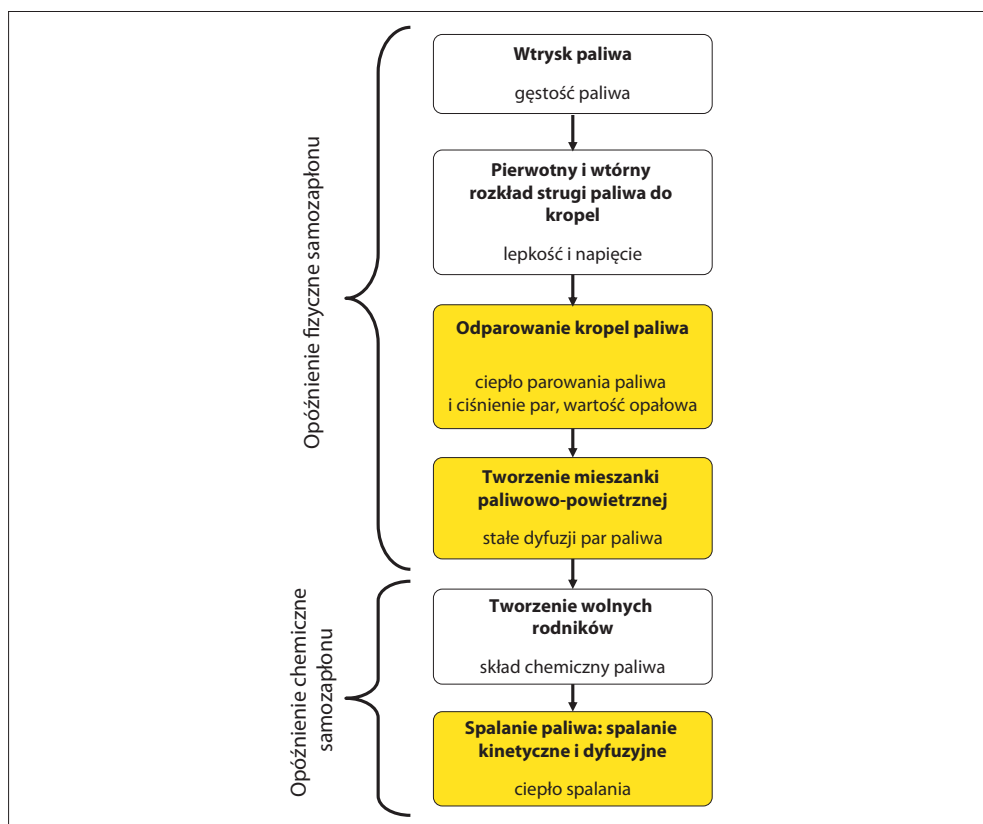 Opóźnienie fizyczne samozapłonu
Wtrysk paliwa
gęstość paliwa
Pierwotny i wtórny
rozkład strugi paliwa do
kropel
lepkość i napięcie
Odparowanie kropel paliwa
ciepło parowania paliwa
i ciśnienie par, wartość opałowa
Tworzenie mieszanki
paliwowo-powietrznej
stałe dyfuzji par paliwa
Opóźnienie chemiczne
samozapłonu
Tworzenie wolnych
rodników
skład chemiczny paliwa
Spalanie paliwa: spalanie
kinetyczne i dyfuzyjne
ciepło spalania